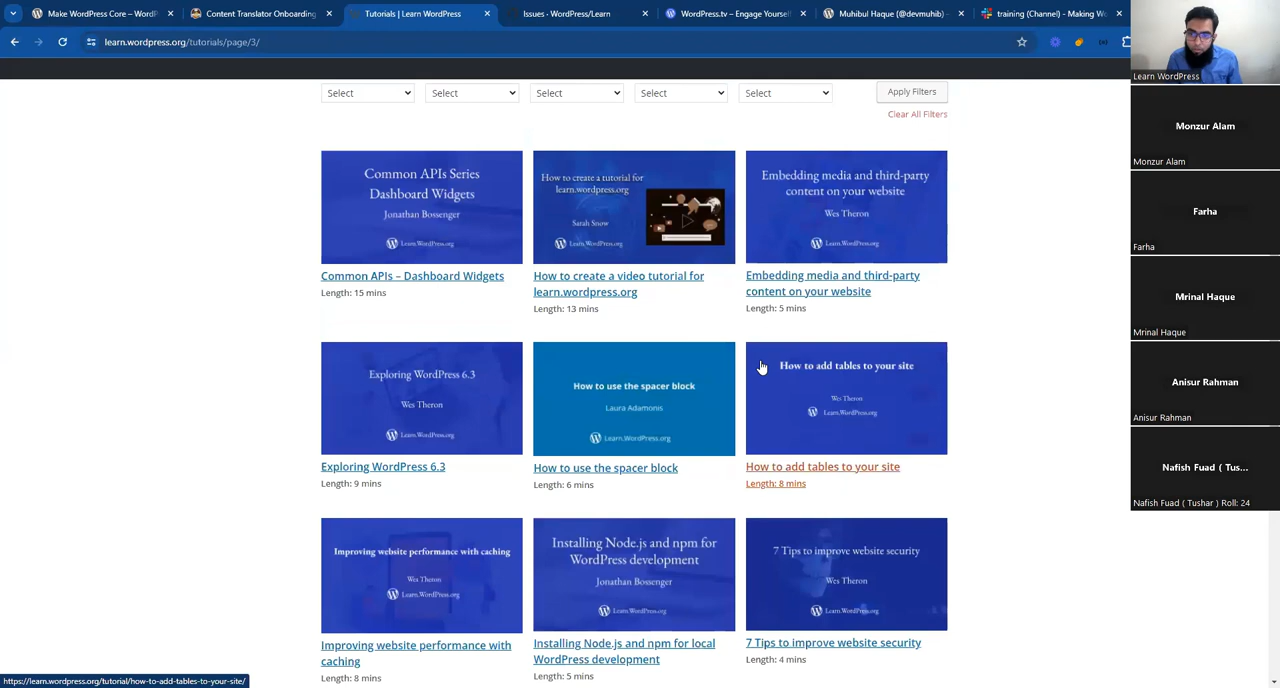 Make WordPress Core – WordP
Content Translator Onboarding
Tutorials | Learn WordPress
Issues · WordPress/Learn
WordPress.tv – Engage Yourself
Muhibul Haque (@devmuhib) –
training (Channel) - Making Wo
learn.wordpress.org/tutorials/page/3/
Learn WordPress
Select
Select
Select
Select
Select
Apply Filters
Clear All Filters
Monzur Alam
Monzur Alam
Common APIs Series
Dashboard Widgets
Jonathan Bossenger
Learn.WordPress.org
How to create a tutorial for
learn.wordpress.org
Sarah Snow
Learn.WordPress.org
Embedding media and third-party
content on your website
Wes Theron
Learn.WordPress.org
Farha
Farha
Common APIs – Dashboard Widgets
Length: 15 mins
How to create a video tutorial for
learn.wordpress.org
Length: 13 mins
Embedding media and third-party
content on your website
Length: 5 mins
Mrinal Haque
Mrinal Haque
Exploring WordPress 6.3
Wes Theron
Learn.WordPress.org
How to use the spacer block
Laura Adamonis
Learn.WordPress.org
How to add tables to your site
Wes Theron
Learn.WordPress.org
Anisur Rahman
Anisur Rahman
Exploring WordPress 6.3
Length: 9 mins
How to use the spacer block
Length: 6 mins
How to add tables to your site
Length: 8 mins
Nafish Fuad ( Tus...
Nafish Fuad ( Tushar ) Roll: 24
Improving website performance with caching
Wes Theron
Learn.WordPress.org
Installing Node.js and npm for
WordPress development
Jonathan Bossenger
Learn.WordPress.org
7 Tips to improve website security
Wes Theron
Learn.WordPress.org
Improving website performance with
caching
Length: 8 mins
Installing Node.js and npm for local
WordPress development
Length: 5 mins
7 Tips to improve website security
Length: 4 mins
https://learn.wordpress.org/tutorial/how-to-add-tables-to-your-site/